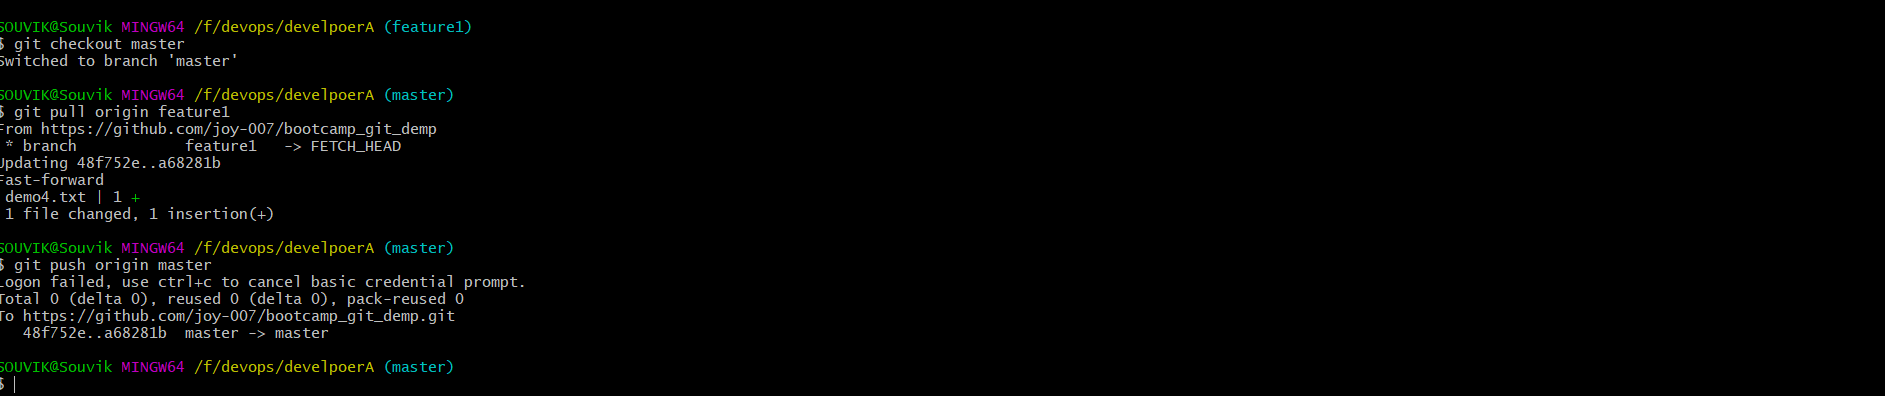 SOUVIK@Souvik MINGW64 /f/devops/develpoerA (feature1)
$ git checkout master
Switched to branch 'master'
SOUVIK@Souvik MINGW64 /f/devops/develpoerA (master)
$ git pull origin feature1
From https://github.com/joy-007/bootcamp_git_demp
 * branch            feature1   -> FETCH_HEAD
Updating 48f752e..a68281b
Fast-forward
 demo4.txt | 1 +
 1 file changed, 1 insertion(+)
SOUVIK@Souvik MINGW64 /f/devops/develpoerA (master)
$ git push origin master
Logon failed, use ctrl+c to cancel basic credential prompt.
Total 0 (delta 0), reused 0 (delta 0), pack-reused 0
To https://github.com/joy-007/bootcamp_git_demp.git
   48f752e..a68281b  master -> master
SOUVIK@Souvik MINGW64 /f/devops/develpoerA (master)
$